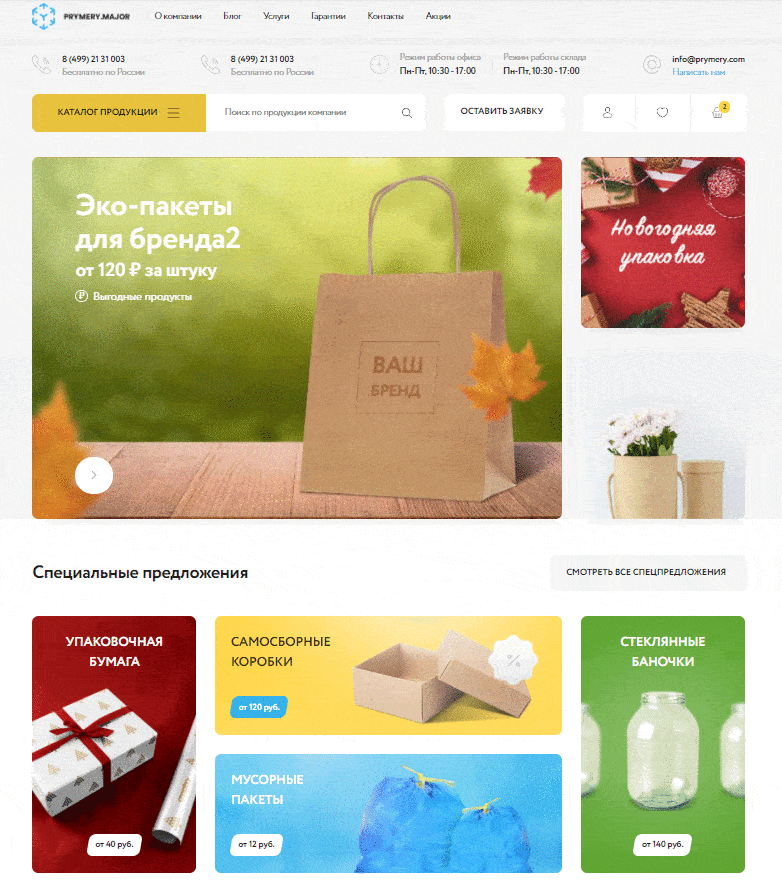 PRYMERY.MAJOR
О компании
Блог
Услуги
Гарантии
Контакты
Акции
8 (499) 21 31 003
Бесплатно по России
8 (499) 21 31 003
Бесплатно по России
Режим работы офиса
Пн-Пт, 10:30 - 17:00
Режим работы склада
Пн-Пт, 10:30 - 17:00
info@prymery.com
Написать нам
КАТАЛОГ ПРОДУКЦИИ
Поиск по продукции компании
ОСТАВИТЬ ЗАЯВКУ
2
Эко-пакеты
для бренда2
от 120 ₽ за штуку
₽ Выгодные продукты
ВАШ
БРЕНД
Новогодняя
упаковка
Специальные предложения
СМОТРЕТЬ ВСЕ СПЕЦПРЕДЛОЖЕНИЯ
УПАКОВОЧНАЯ
БУМАГА
от 40 руб.
САМОСБОРНЫЕ
КОРОБКИ
%
от 120 руб.
МУСОРНЫЕ
ПАКЕТЫ
от 12 руб.
СТЕКЛЯННЫЕ
БАНОЧКИ
от 140 руб.